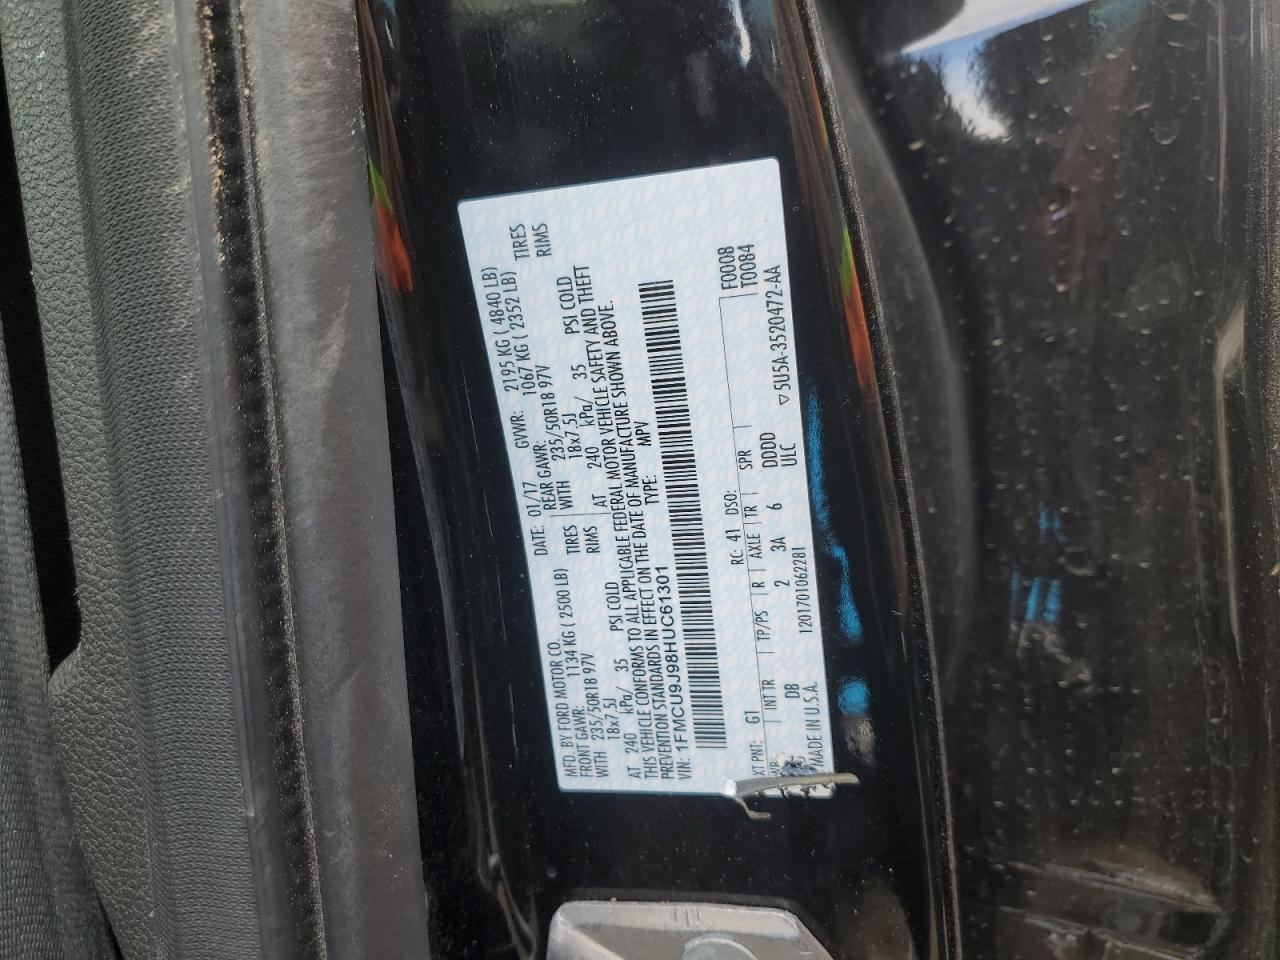 MFD. BY FORD MOTOR CO. DATE: 01/17 GVWR: 2195 KG ( 4840 LB)
FRONT GAWR: 1134 KG ( 2500 LB) REAR GAWR: 1067 KG ( 2352 LB)
WITH 235/50R18 97V TIRES WITH 235/50R18 97V TIRES
18x7.5J RIMS 18x7.5J RIMS
AT 240 kPa/ 35 PSI COLD AT 240 kPa/ 35 PSI COLD
THIS VEHICLE CONFORMS TO ALL APPLICABLE FEDERAL MOTOR VEHICLE SAFETY AND THEFT
PREVENTION STANDARDS IN EFFECT ON THE DATE OF MANUFACTURE SHOWN ABOVE.
VIN: 1FMCU9J98HUC61301 TYPE: MPV
F0008
EXT PNT: G1 RC: 41 DSO: T0084
INT TR TP/PS R AXLE TR SPR
DB 2 3A 6 DDDD
MADE IN U.S.A. 1201701062281 ULC ▽5U5A-3520472-AA